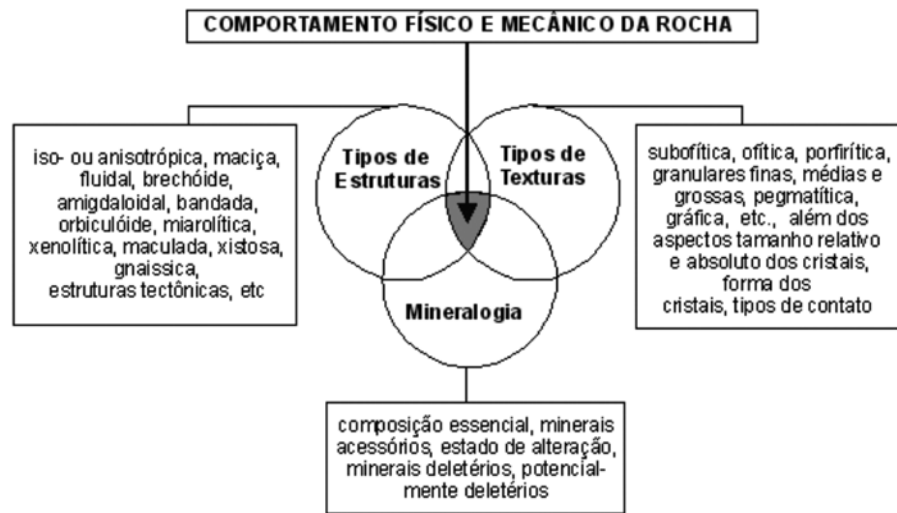 COMPORTAMENTO FÍSICO E MECÂNICO DA ROCHA
iso- ou anisotrópica, maciça,
fluidal, brechóide,
amigdaloidal, bandada,
orbiculóide, miarolítica,
xenolítica, maculada, xistosa,
gnaissica,
estruturas tectônicas, etc
Tipos de
Estruturas
Tipos de
Texturas
Mineralogia
subofítica, ofítica, porfirítica,
granulares finas, médias e
grossas, pegmatítica,
gráfica, etc., além dos
aspectos tamanho relativo
e absoluto dos cristais,
forma dos
cristais, tipos de contato
composição essencial, minerais
acessórios, estado de alteração,
minerais deletérios, potencial-
mente deletérios